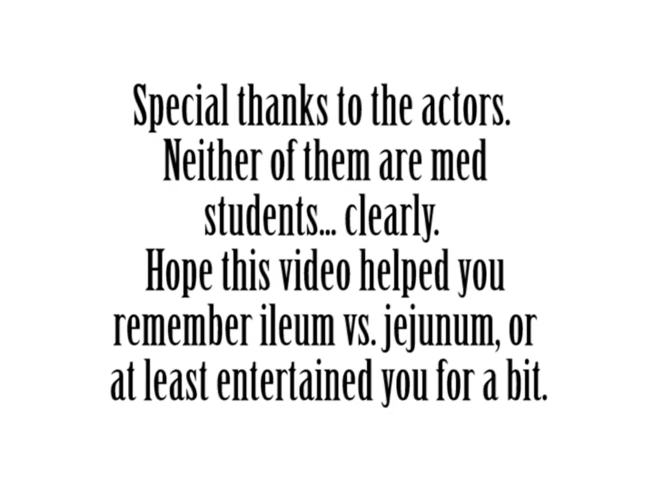 Special thanks to the actors.
Neither of them are med
students... clearly.
Hope this video helped you
remember ileum vs. jejunum, or
at least entertained you for a bit.